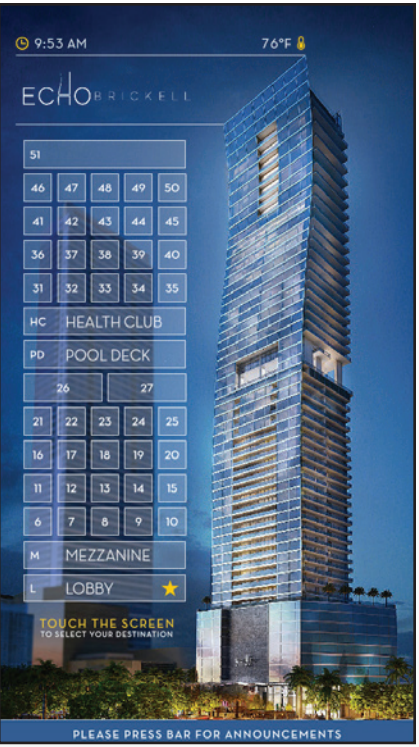 9:53 AM 76°F
ECHO BRICKELL
51
46 47 48 49 50
41 42 43 44 45
36 37 38 39 40
31 32 33 34 35
HC HEALTH CLUB
PD POOL DECK
26 27
21 22 23 24 25
16 17 18 19 20
11 12 13 14 15
6 7 8 9 10
M MEZZANINE
L LOBBY
TOUCH THE SCREEN
TO SELECT YOUR DESTINATION
PLEASE PRESS BAR FOR ANNOUNCEMENTS